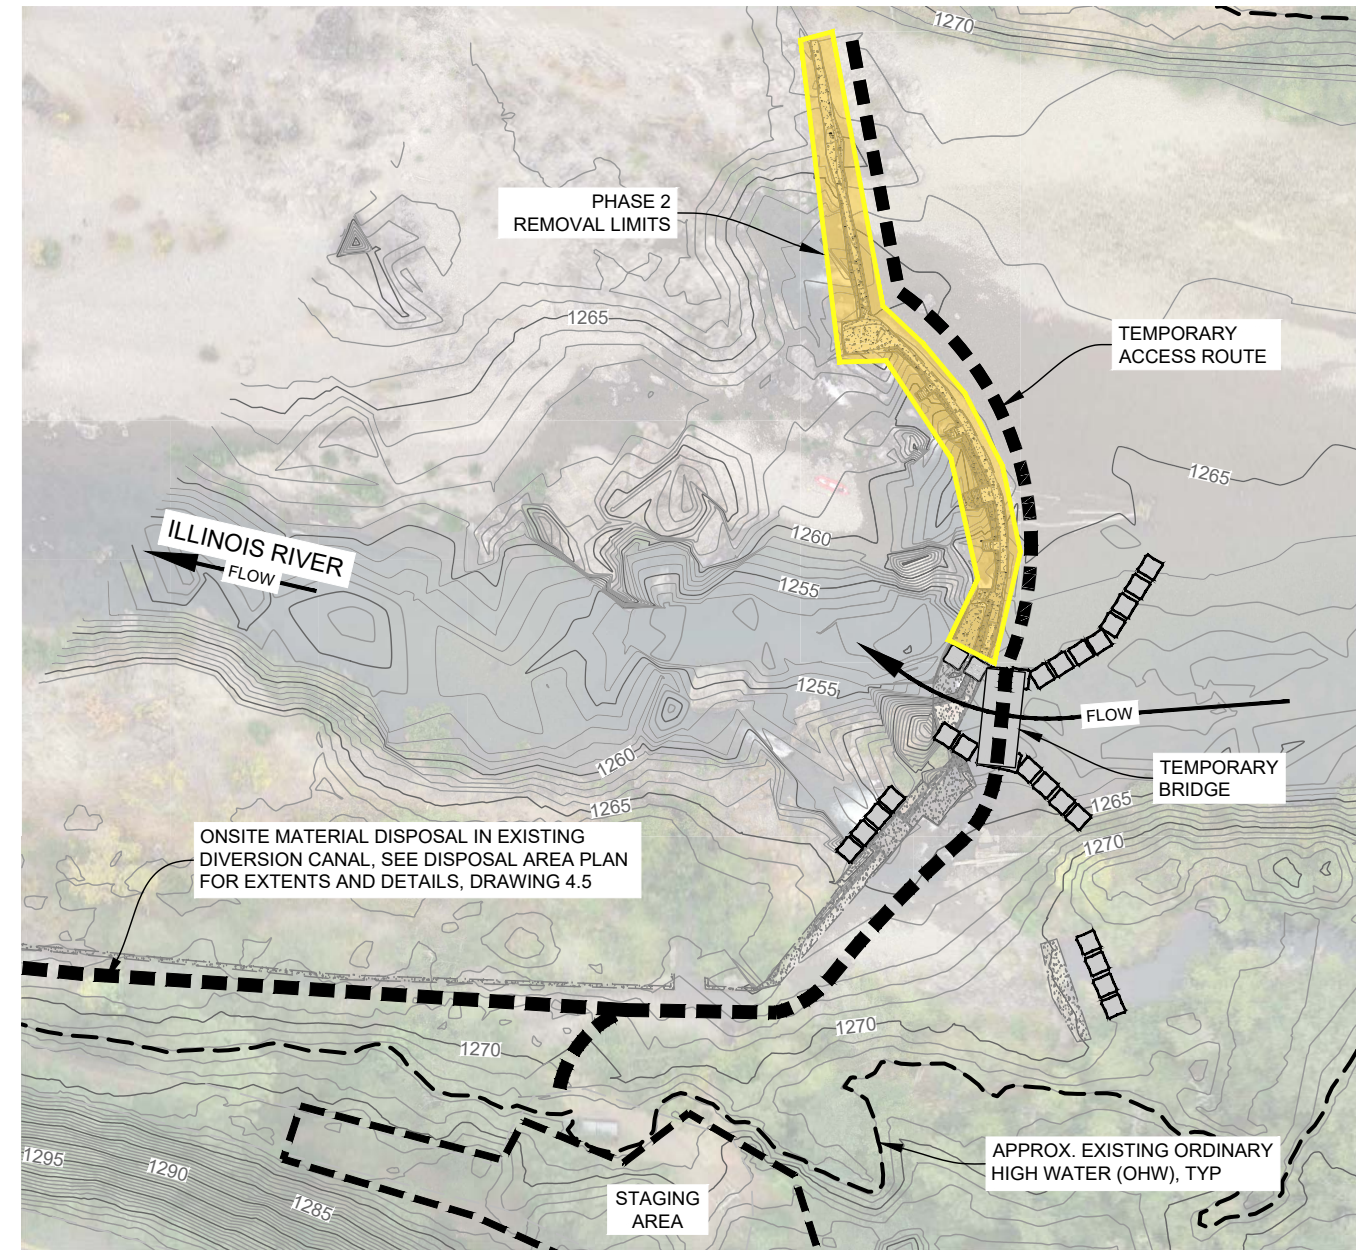 1270
PHASE 2
REMOVAL LIMITS
1265
TEMPORARY
ACCESS ROUTE
1265
ILLINOIS RIVER
FLOW
1260
1255
1255
FLOW
1260
TEMPORARY
BRIDGE
1265
1265
1270
ONSITE MATERIAL DISPOSAL IN EXISTING
DIVERSION CANAL, SEE DISPOSAL AREA PLAN
FOR EXTENTS AND DETAILS, DRAWING 4.5
1270
1270
APPROX. EXISTING ORDINARY
HIGH WATER (OHW), TYP
1295
1290
1285
STAGING
AREA